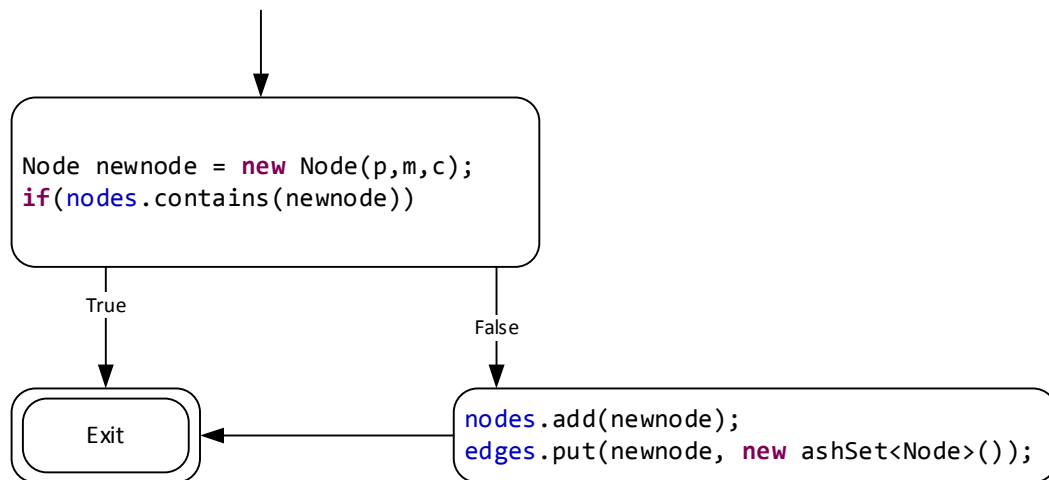 Node newnode = new Node(p,m,c);
if(nodes.contains(newnode))
True
False
Exit
nodes.add(newnode);
edges.put(newnode, new ashSet<Node>());